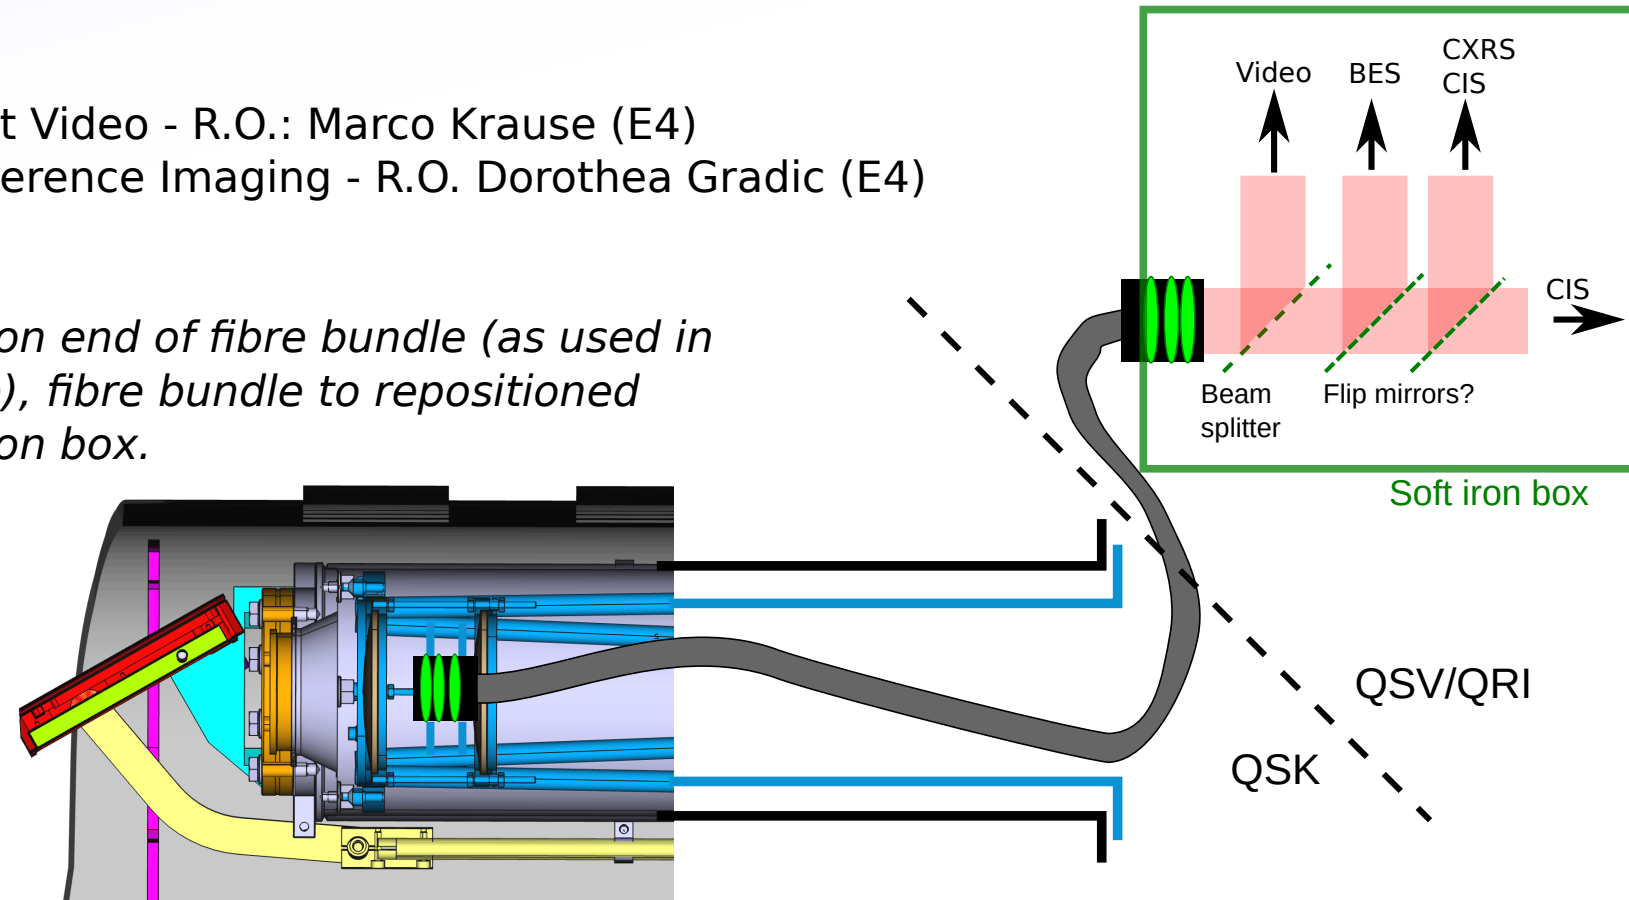 t Video - R.O.: Marco Krause (E4)
erence Imaging - R.O. Dorothea Gradic (E4)
on end of fibre bundle (as used in
), fibre bundle to repositioned
on box.
Video
BES
CXRS
CIS
CIS
Beam
splitter
Flip mirrors?
Soft iron box
QSV/QRI
QSK